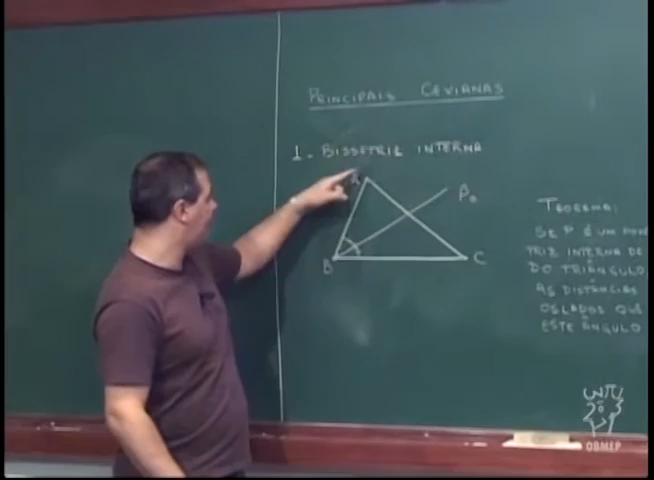 PRINCIPAIS CEVIANAS
1. BISSETRIZ INTERNA
A
B
C
TEOREMA:
SE P É UM PON
TRIZ INTERNA DE
DO TRIÂNGULO,
AS DISTÂNCIAS
OS LADOS QUE
ESTE ÂNGULO
OBMEP